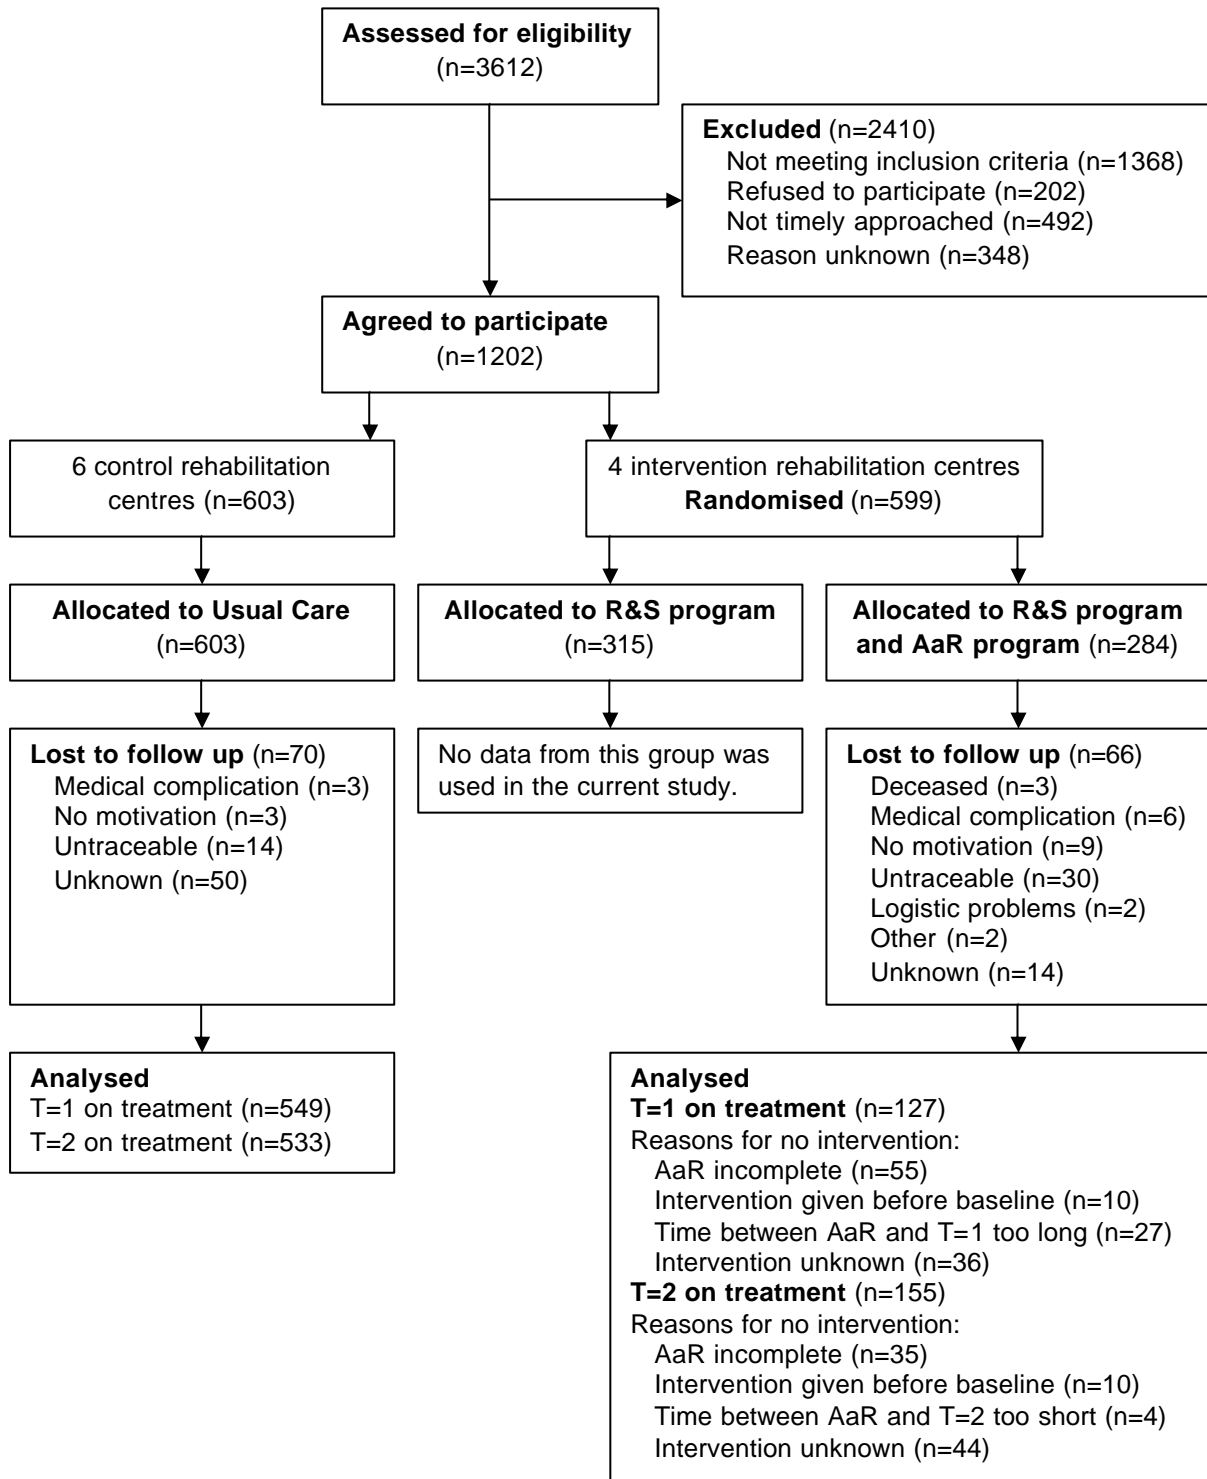 Assessed for eligibility
(n=3612)
Excluded (n=2410)
Not meeting inclusion criteria (n=1368)
Refused to participate (n=202)
Not timely approached (n=492)
Reason unknown (n=348)
Agreed to participate
(n=1202)
6 control rehabilitation
centres (n=603)
4 intervention rehabilitation centres
Randomised (n=599)
Allocated to Usual Care
(n=603)
Allocated to R&S program
(n=315)
Allocated to R&S program
and AaR program (n=284)
Lost to follow up (n=70)
Medical complication (n=3)
No motivation (n=3)
Untraceable (n=14)
Unknown (n=50)
No data from this group was
used in the current study.
Lost to follow up (n=66)
Deceased (n=3)
Medical complication (n=6)
No motivation (n=9)
Untraceable (n=30)
Logistic problems (n=2)
Other (n=2)
Unknown (n=14)
Analysed
T=1 on treatment (n=549)
T=2 on treatment (n=533)
Analysed
T=1 on treatment (n=127)
Reasons for no intervention:
AaR incomplete (n=55)
Intervention given before baseline (n=10)
Time between AaR and T=1 too long (n=27)
Intervention unknown (n=36)
T=2 on treatment (n=155)
Reasons for no intervention:
AaR incomplete (n=35)
Intervention given before baseline (n=10)
Time between AaR and T=2 too short (n=4)
Intervention unknown (n=44)